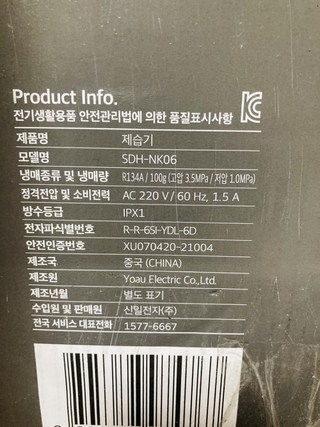 Product Info.
전기생활용품 안전관리법에 의한 품질표시사항
제품명 제습기
모델명 SDH-NK06
냉매종류 및 냉매량 R134A / 100g (고압 3.5MPa / 저압 1.0MPa)
정격전압 및 소비전력 AC 220 V / 60 Hz, 1.5 A
방수등급 IPX1
전자파식별번호 R-R-6SI-YDL-6D
안전인증번호 XU070420-21004
제조국 중국 (CHINA)
제조원 Yoau Electric Co.,Ltd.
제조년월 별도 표기
수입원 및 판매원 신일전자(주)
전국 서비스 대표전화 1577-6667